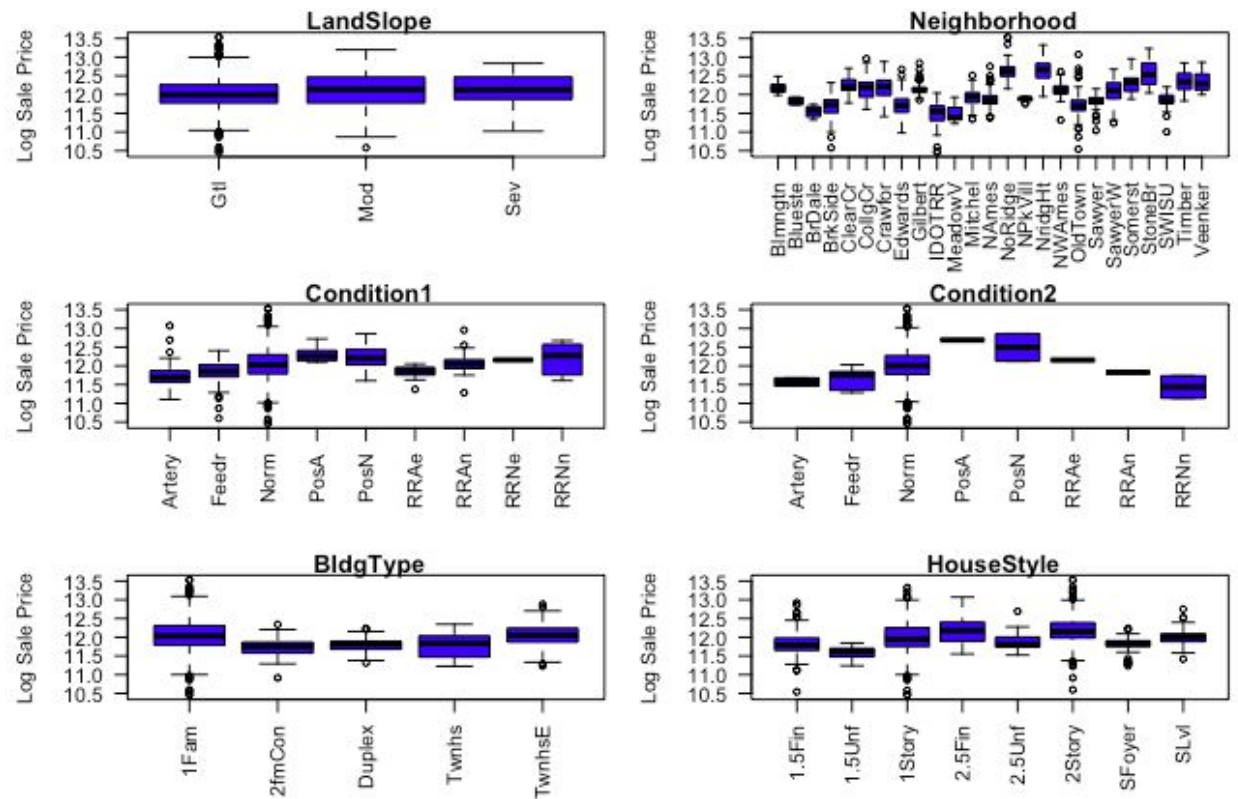 LandSlope
Log Sale Price
13.5
13.0
12.5
12.0
11.5
11.0
10.5
Gtl
Mod
Sev
Neighborhood
Log Sale Price
13.5
13.0
12.5
12.0
11.5
11.0
10.5
Blmngtn
Blueste
BrDale
BrkSide
ClearCr
CollgCr
Crawfor
Edwards
Gilbert
IDOTRR
MeadowV
Mitchel
NAmes
NoRidge
NPkVill
NridgHt
NWAmes
OldTown
Sawyer
SawyerW
Somerst
StoneBr
SWISU
Timber
Veenker
Condition1
Log Sale Price
13.5
13.0
12.5
12.0
11.5
11.0
10.5
Artery
Feedr
Norm
PosA
PosN
RRAe
RRAn
RRNe
RRNn
Condition2
Log Sale Price
13.5
13.0
12.5
12.0
11.5
11.0
10.5
Artery
Feedr
Norm
PosA
PosN
RRAe
RRAn
RRNn
BldgType
Log Sale Price
13.5
13.0
12.5
12.0
11.5
11.0
10.5
1Fam
2fmCon
Duplex
Twnhs
TwnhsE
HouseStyle
Log Sale Price
13.5
13.0
12.5
12.0
11.5
11.0
10.5
1.5Fin
1.5Unf
1Story
2.5Fin
2.5Unf
2Story
SFoyer
SLvl